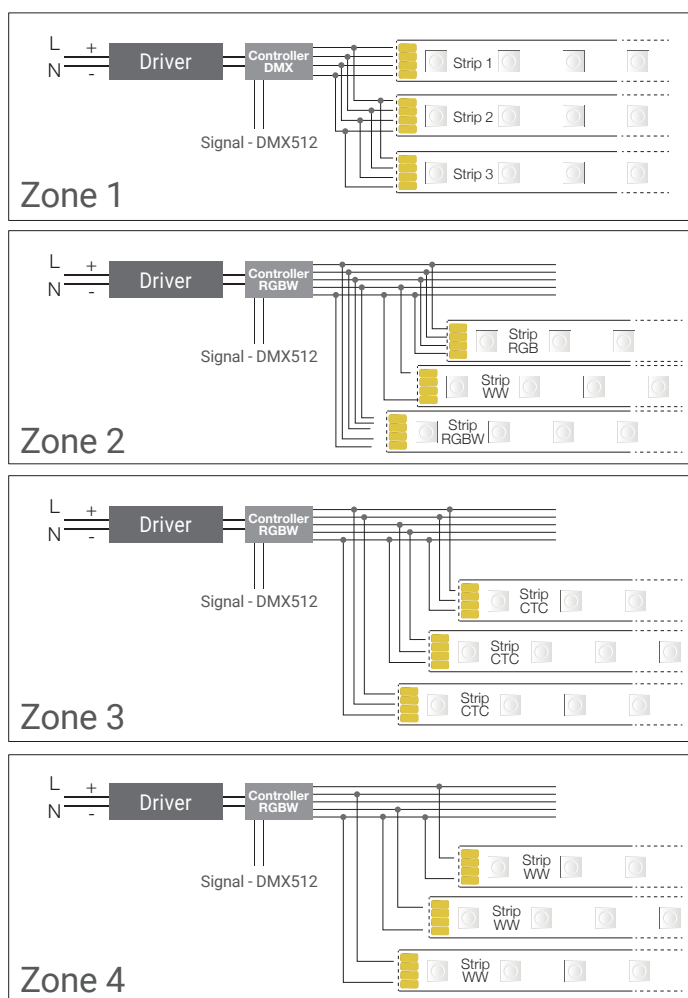 L
+
N
-
Driver
Controller
DMX
Signal - DMX512
Strip 1
Strip 2
Strip 3
Zone 1
L
+
N
-
Driver
Controller
RGBW
Signal - DMX512
Strip
RGB
Strip
WW
Strip
RGBW
Zone 2
L
+
N
-
Driver
Controller
RGBW
Signal - DMX512
Strip
CTC
Strip
CTC
Strip
CTC
Zone 3
L
+
N
-
Driver
Controller
RGBW
Signal - DMX512
Strip
WW
Strip
WW
Strip
WW
Zone 4